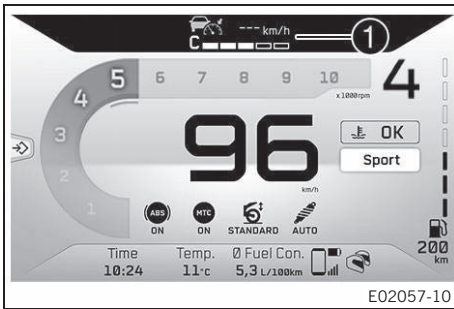 --- km/h
C
1
5 6 7 8 9 10
x1000rpm
4
4
3
2
1
96
km/h
OK
Sport
ABS MTC
ON ON STANDARD AUTO
200
km
Time Temp. Ø Fuel Con.
10:24 11°C 5,3 L/100km
E02057-10